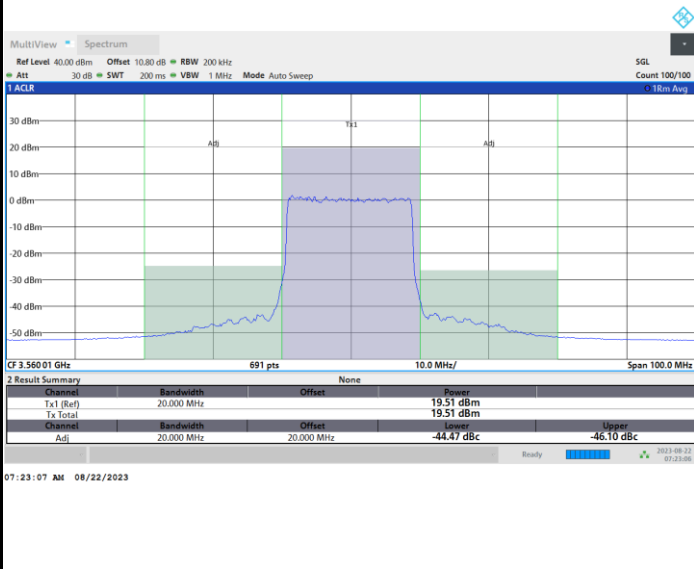 MultiView Spectrum
Ref Level 40.00 dBm Offset 10.80 dB RBW 200 kHz SGL
Att 30 dB SWT 200 ms VBW 1 MHz Mode Auto Sweep Count 100/100
1 ACLR 1Rm Avg
30 dBm
Tx1
20 dBm
Adj Adj
10 dBm
0 dBm
-10 dBm
-20 dBm
-30 dBm
-40 dBm
-50 dBm
CF 3.56001 GHz 691 pts 10.0 MHz/ Span 100.0 MHz
2 Result Summary None
Channel Bandwidth Offset Power
Tx1 (Ref) 20.000 MHz 19.51 dBm
Tx Total 19.51 dBm
Channel Bandwidth Offset Lower Upper
Adj 20.000 MHz 20.000 MHz -44.47 dBc -46.10 dBc
Ready 2023-08-22
07:23:08
07:23:07 AM 08/22/2023